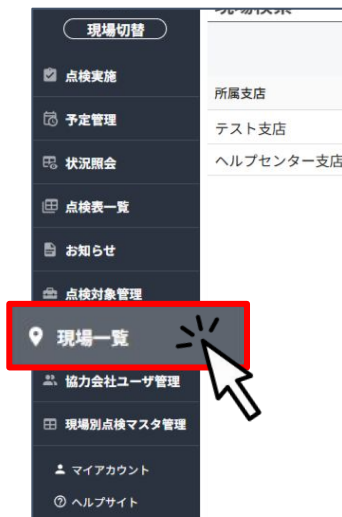 現場切替
点検実施
所属支店
予定管理
テスト支店
状況照会
ヘルプセンター支店
点検表一覧
お知らせ
点検対象管理
現場一覧
協力会社ユーザ管理
現場別点検マスタ管理
マイアカウント
ヘルプサイト